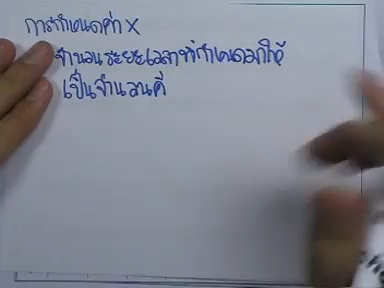 การกำหนดค่า X
จำนวนระยะเวลาที่กำหนดมาให้
เป็นจำนวนคี่